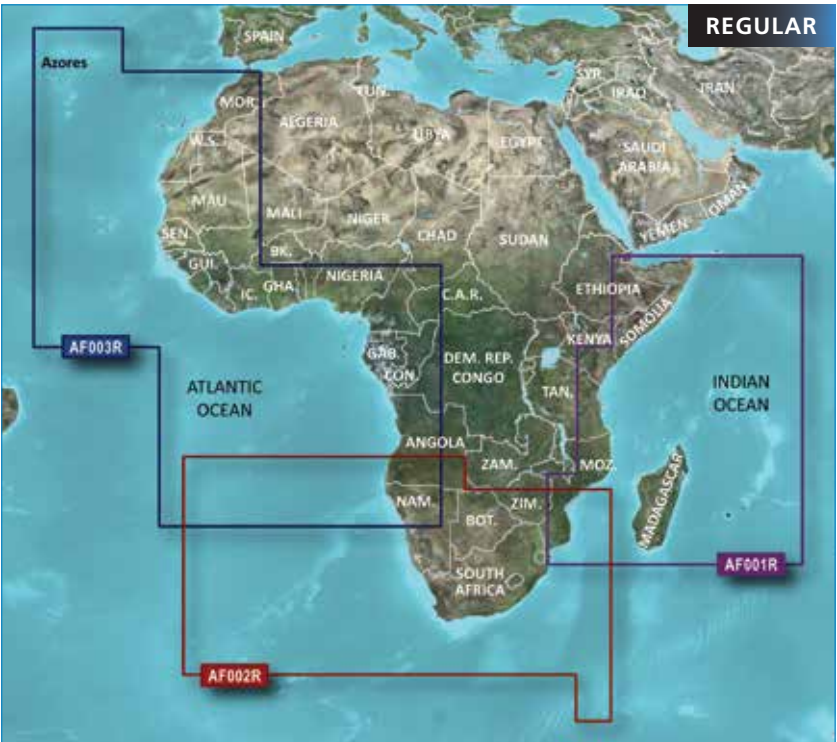 REGULAR
SPAIN
Azores
SYR.
IRAQ
IRAN
MOR.
TUN.
ALGERIA
LIBYA
EGYPT
SAUDI
ARABIA
W.S.
MAU
MALI
NIGER
CHAD
SUDAN
YEMEN
OMAN
SEN.
GUI.
BK.
IC.
GHA.
NIGERIA
C.A.R.
ETHIOPIA
SOMOLIA
KENYA
GAB.
CON.
DEM. REP.
CONGO
TAN.
AF003R
ATLANTIC
OCEAN
INDIAN
OCEAN
ANGOLA
ZAM.
MOZ.
MADAGASCAR
NAM.
ZIM.
BOT.
SOUTH
AFRICA
AF001R
AF002R